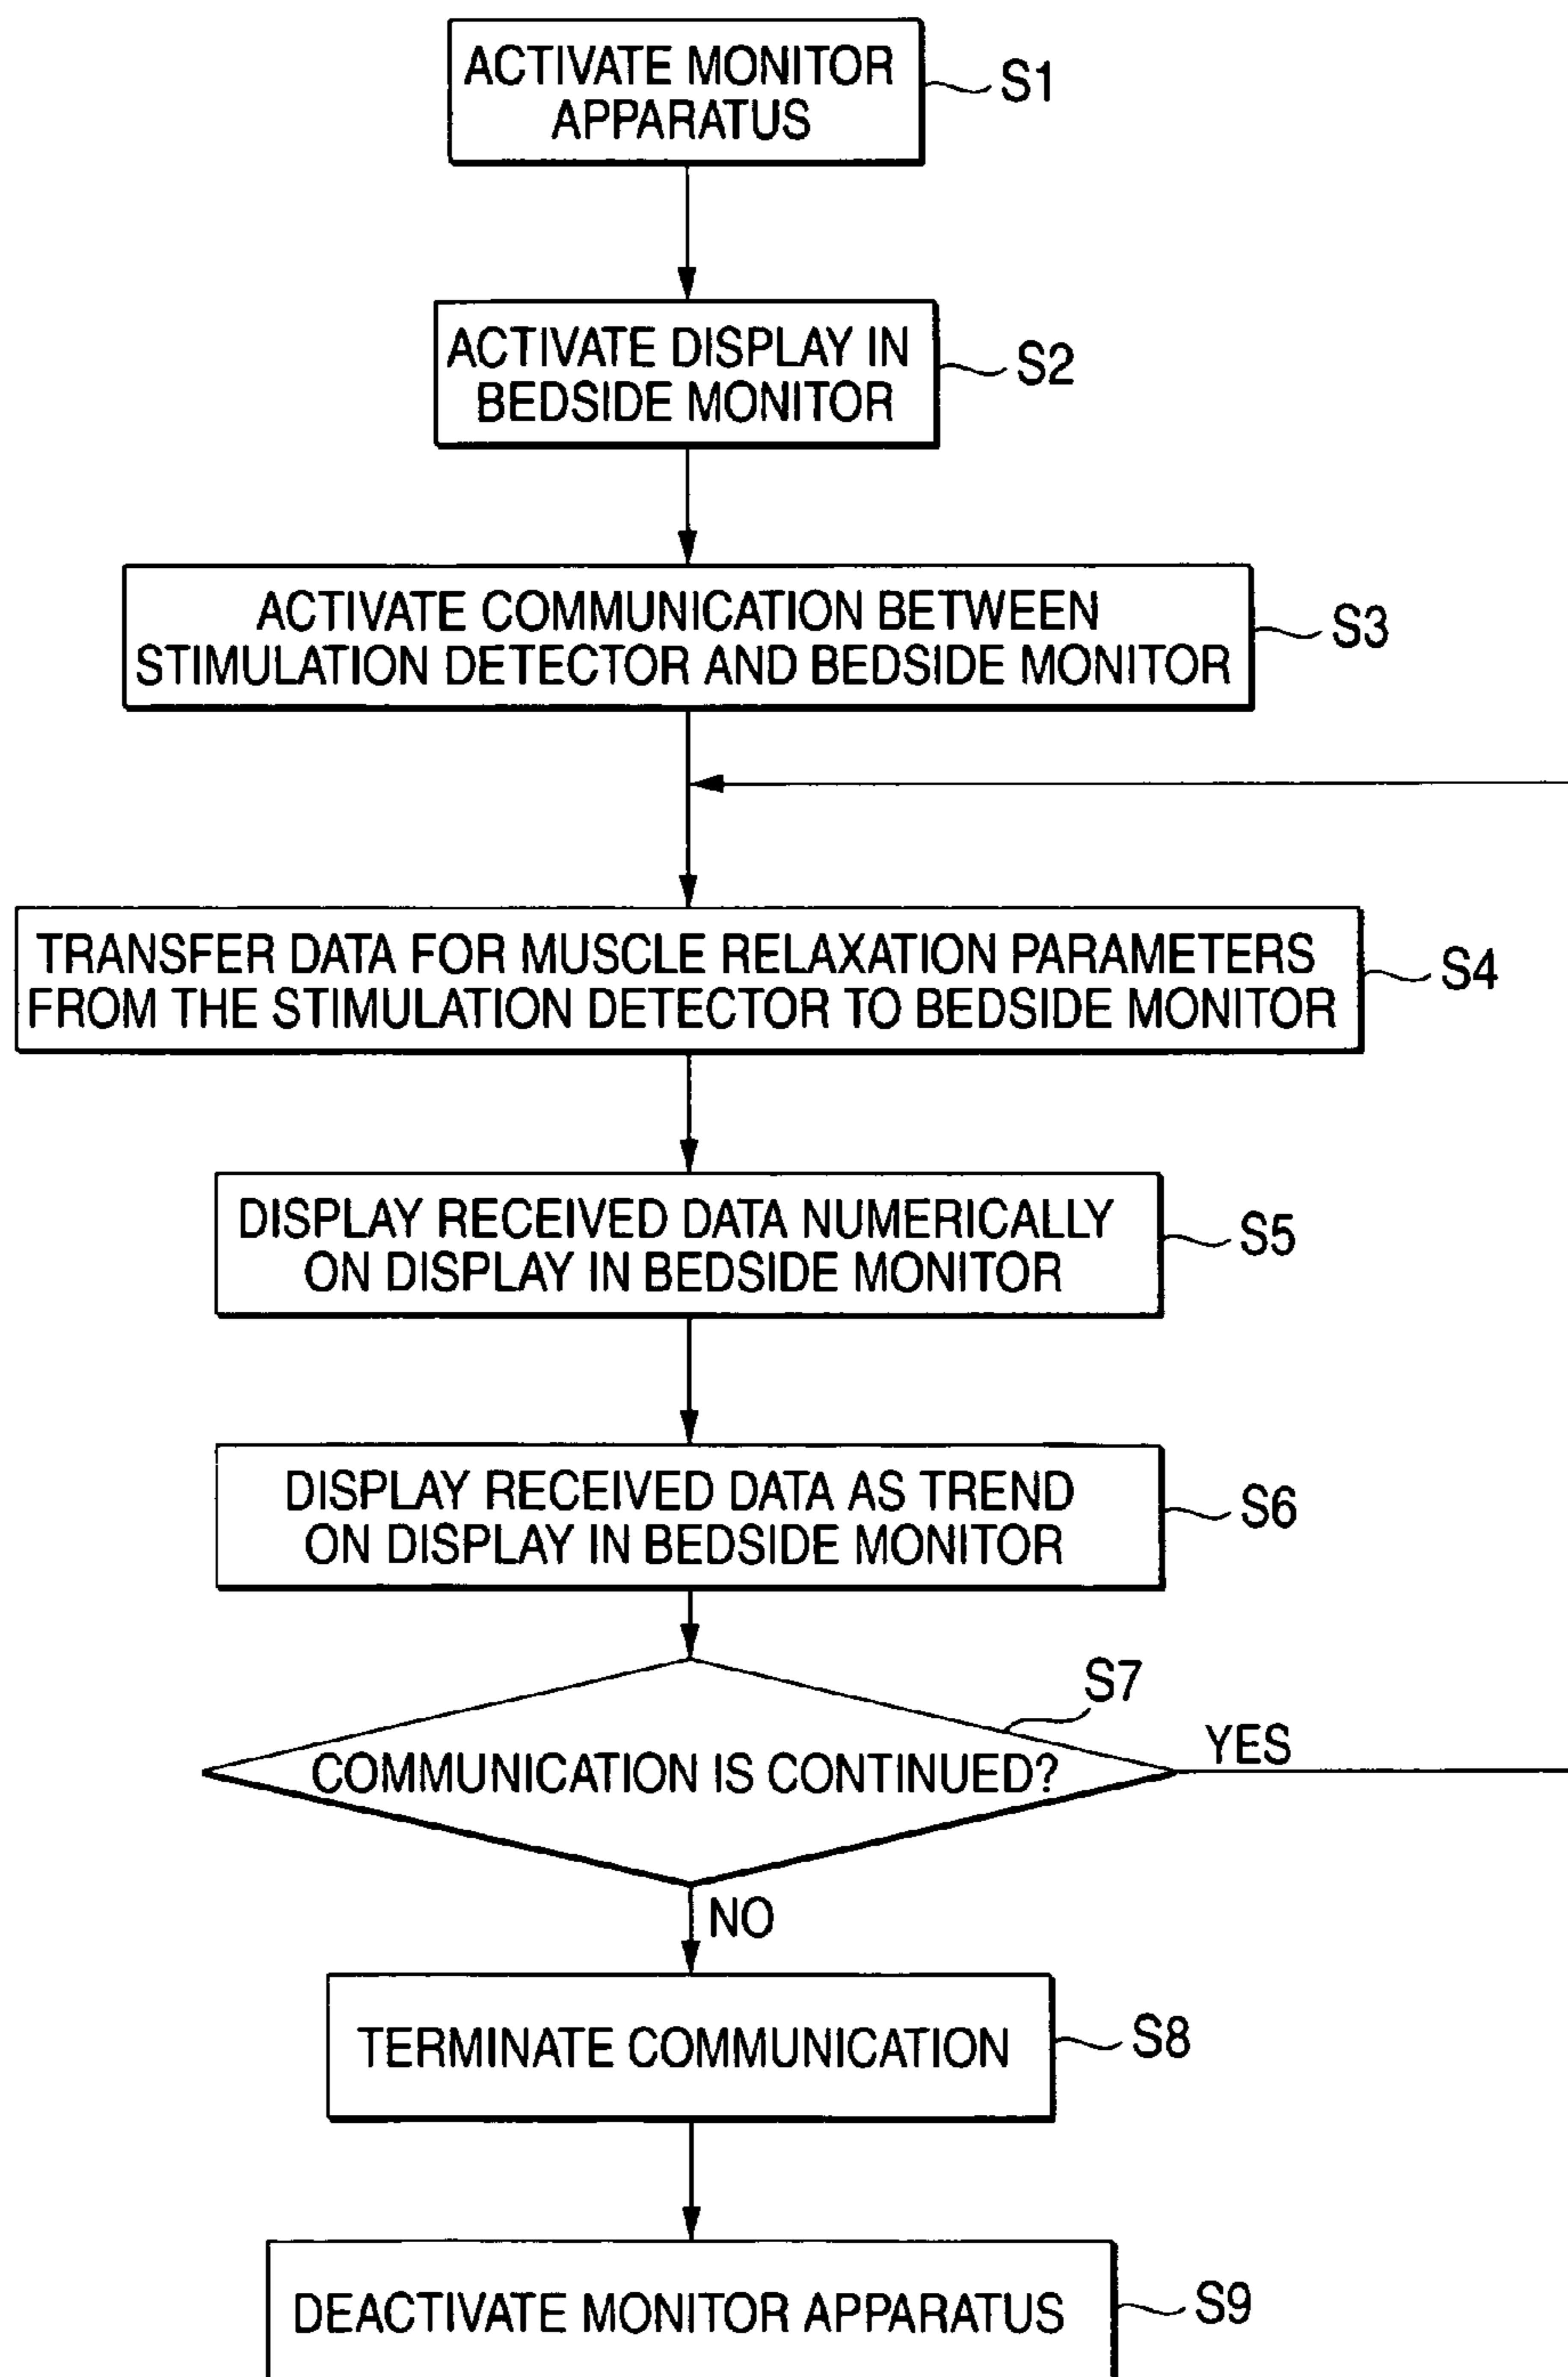 ACTIVATE MONITOR
APPARATUS
S1
ACTIVATE DISPLAY IN
BEDSIDE MONITOR
S2
ACTIVATE COMMUNICATION BETWEEN
STIMULATION DETECTOR AND BEDSIDE MONITOR
S3
TRANSFER DATA FOR MUSCLE RELAXATION PARAMETERS
FROM THE STIMULATION DETECTOR TO BEDSIDE MONITOR
S4
DISPLAY RECEIVED DATA NUMERICALLY
ON DISPLAY IN BEDSIDE MONITOR
S5
DISPLAY RECEIVED DATA AS TREND
ON DISPLAY IN BEDSIDE MONITOR
S6
S7
COMMUNICATION IS CONTINUED?
YES
NO
TERMINATE COMMUNICATION
S8
DEACTIVATE MONITOR APPARATUS
S9